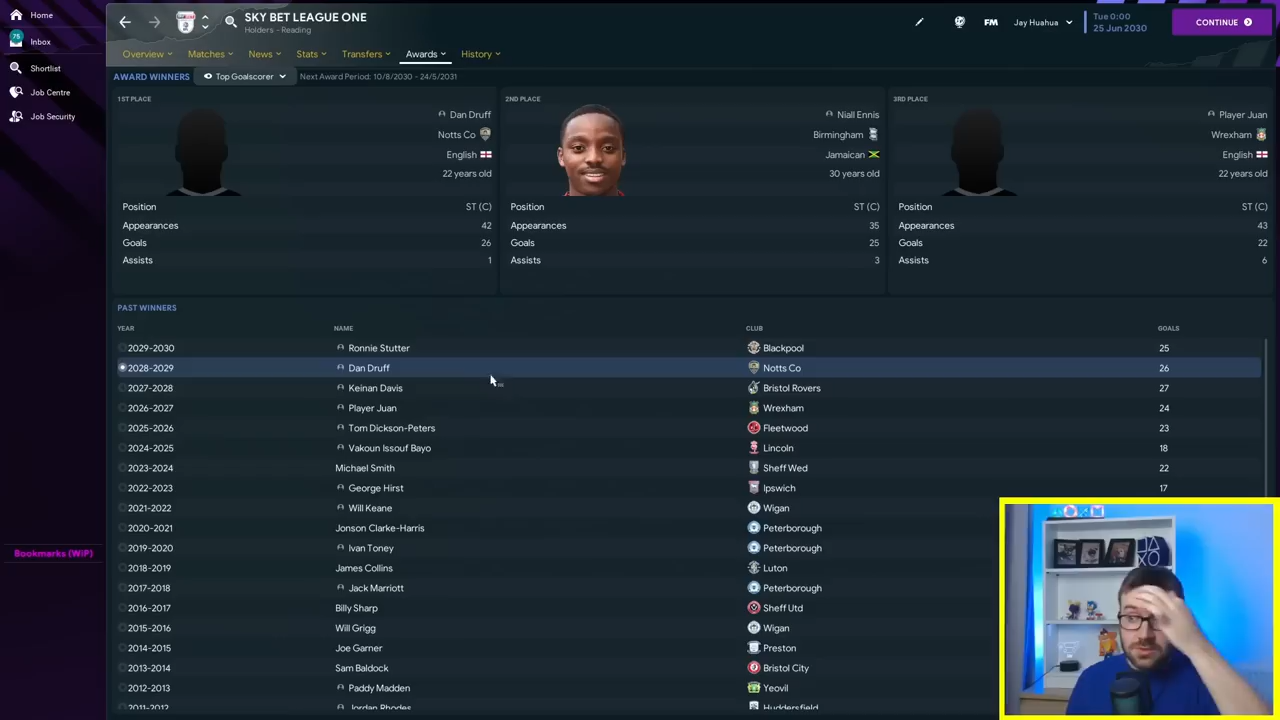 Home
75
Inbox
Shortlist
Job Centre
Job Security
Bookmarks (WiP)
SKY BET LEAGUE ONE
Holders - Reading
FM
Jay Huahua
Tue 0:00
25 Jun 2030
CONTINUE
Overview
Matches
News
Stats
Transfers
Awards
History
AWARD WINNERS
Top Goalscorer
Next Award Period: 10/8/2030 - 24/5/2031
1ST PLACE
Dan Druff
Notts Co
English
22 years old
Position ST (C)
Appearances 42
Goals 26
Assists 1
2ND PLACE
Niall Ennis
Birmingham
Jamaican
30 years old
Position ST (C)
Appearances 35
Goals 25
Assists 3
3RD PLACE
Player Juan
Wrexham
English
22 years old
Position ST (C)
Appearances 43
Goals 22
Assists 6
PAST WINNERS
YEAR NAME CLUB GOALS
2029-2030 Ronnie Stutter Blackpool 25
2028-2029 Dan Druff Notts Co 26
2027-2028 Keinan Davis Bristol Rovers 27
2026-2027 Player Juan Wrexham 24
2025-2026 Tom Dickson-Peters Fleetwood 23
2024-2025 Vakoun Issouf Bayo Lincoln 18
2023-2024 Michael Smith Sheff Wed 22
2022-2023 George Hirst Ipswich 17
2021-2022 Will Keane Wigan
2020-2021 Jonson Clarke-Harris Peterborough
2019-2020 Ivan Toney Peterborough
2018-2019 James Collins Luton
2017-2018 Jack Marriott Peterborough
2016-2017 Billy Sharp Sheff Utd
2015-2016 Will Grigg Wigan
2014-2015 Joe Garner Preston
2013-2014 Sam Baldock Bristol City
2012-2013 Paddy Madden Yeovil
2011-2012 Jordan Rhodes Huddersfield